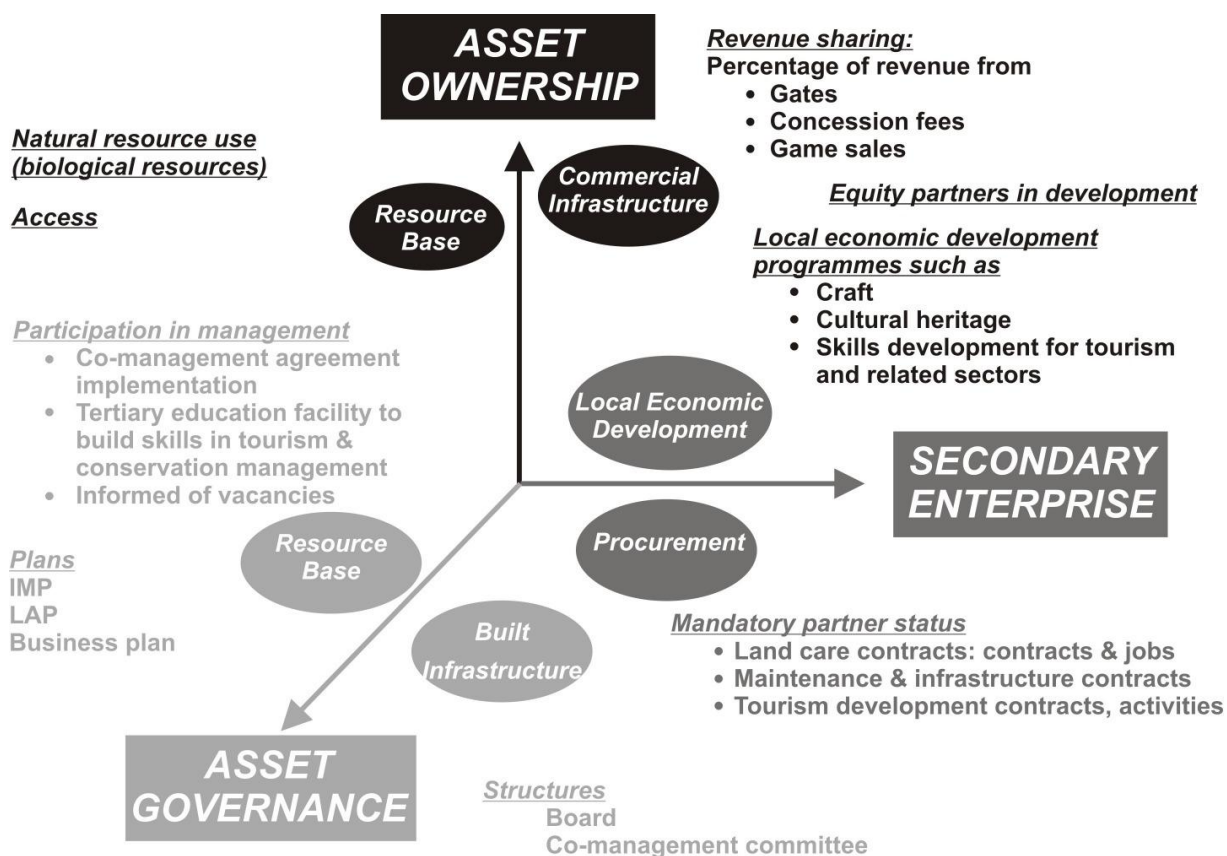 ASSET
OWNERSHIP
Revenue sharing:
Percentage of revenue from
• Gates
• Concession fees
• Game sales
Natural resource use
(biological resources)
Access
Resource
Base
Commercial
Infrastructure
Equity partners in development
Local economic development
programmes such as
• Craft
• Cultural heritage
• Skills development for tourism
and related sectors
Participation in management
• Co-management agreement
implementation
• Tertiary education facility to
build skills in tourism &
conservation management
• Informed of vacancies
Local Economic
Development
SECONDARY
ENTERPRISE
Procurement
Resource
Base
Plans
IMP
LAP
Business plan
Built
Infrastructure
Mandatory partner status
• Land care contracts: contracts & jobs
• Maintenance & infrastructure contracts
• Tourism development contracts, activities
ASSET
GOVERNANCE
Structures
Board
Co-management committee